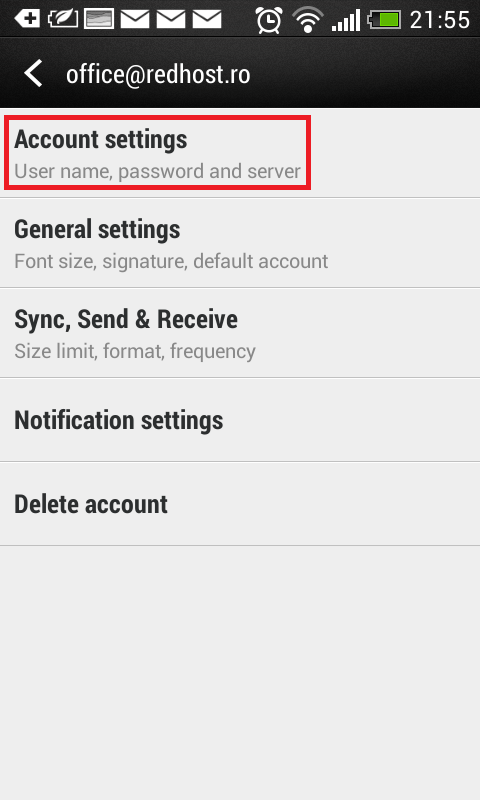 21:55
office@redhost.ro
Account settings
User name, password and server
General settings
Font size, signature, default account
Sync, Send & Receive
Size limit, format, frequency
Notification settings
Delete account